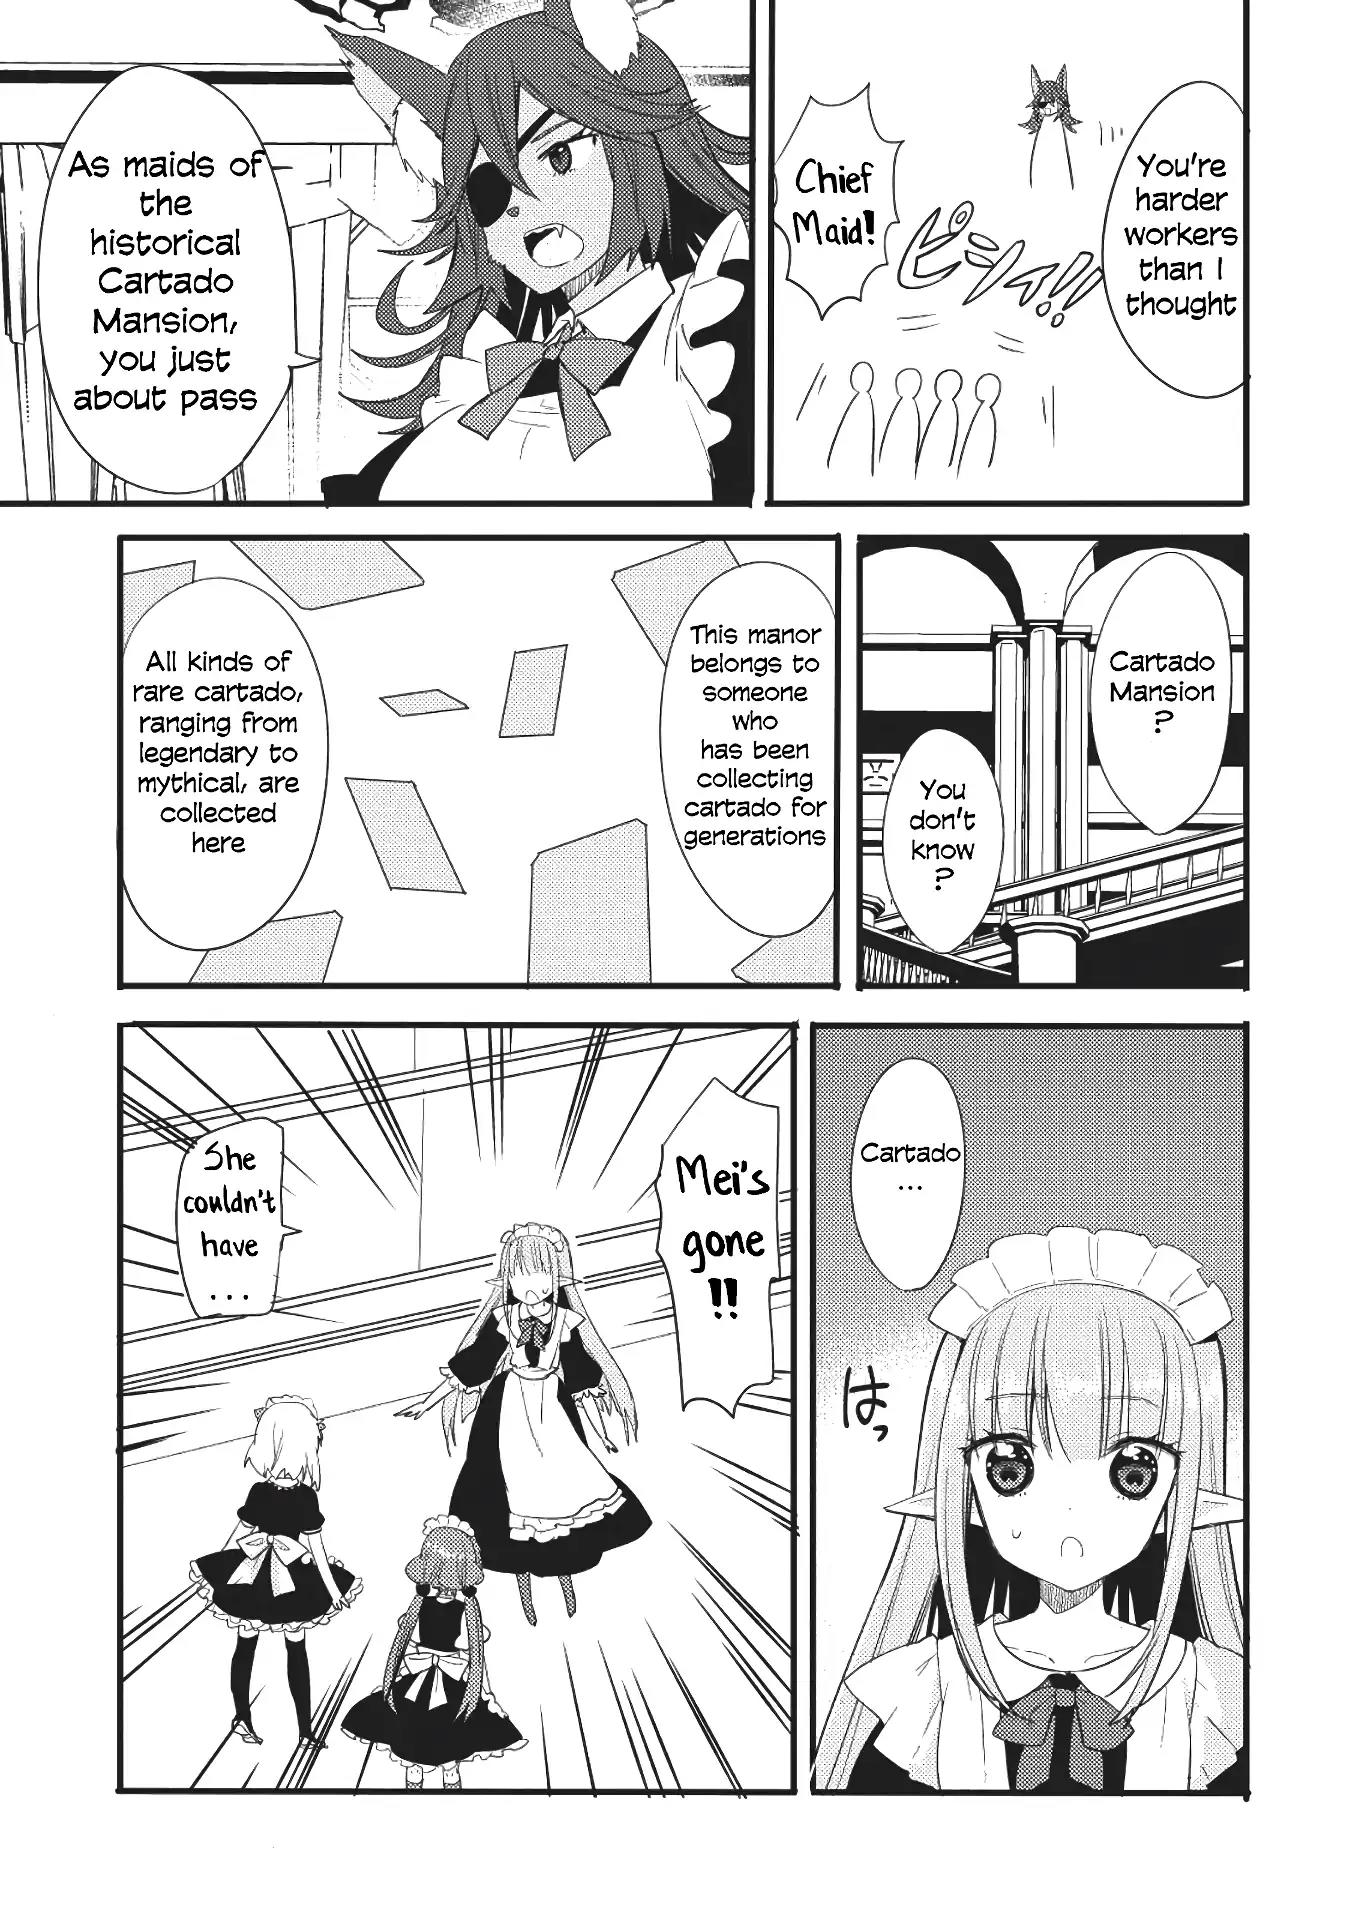 You're
harder
workers
than I
thought
ピシィ!!
Chief
Maid!
As maids of
the
historical
Cartado
Mansion,
you just
about pass
Cartado
Mansion
?
You
don't
know
?
This manor
belongs to
someone
who
has been
collecting
cartado for
generations
All kinds of
rare cartado,
ranging from
legendary to
mythical, are
collected
here
Cartado
...
はっ
Mei's
gone
!!
She
couldn't
have
...